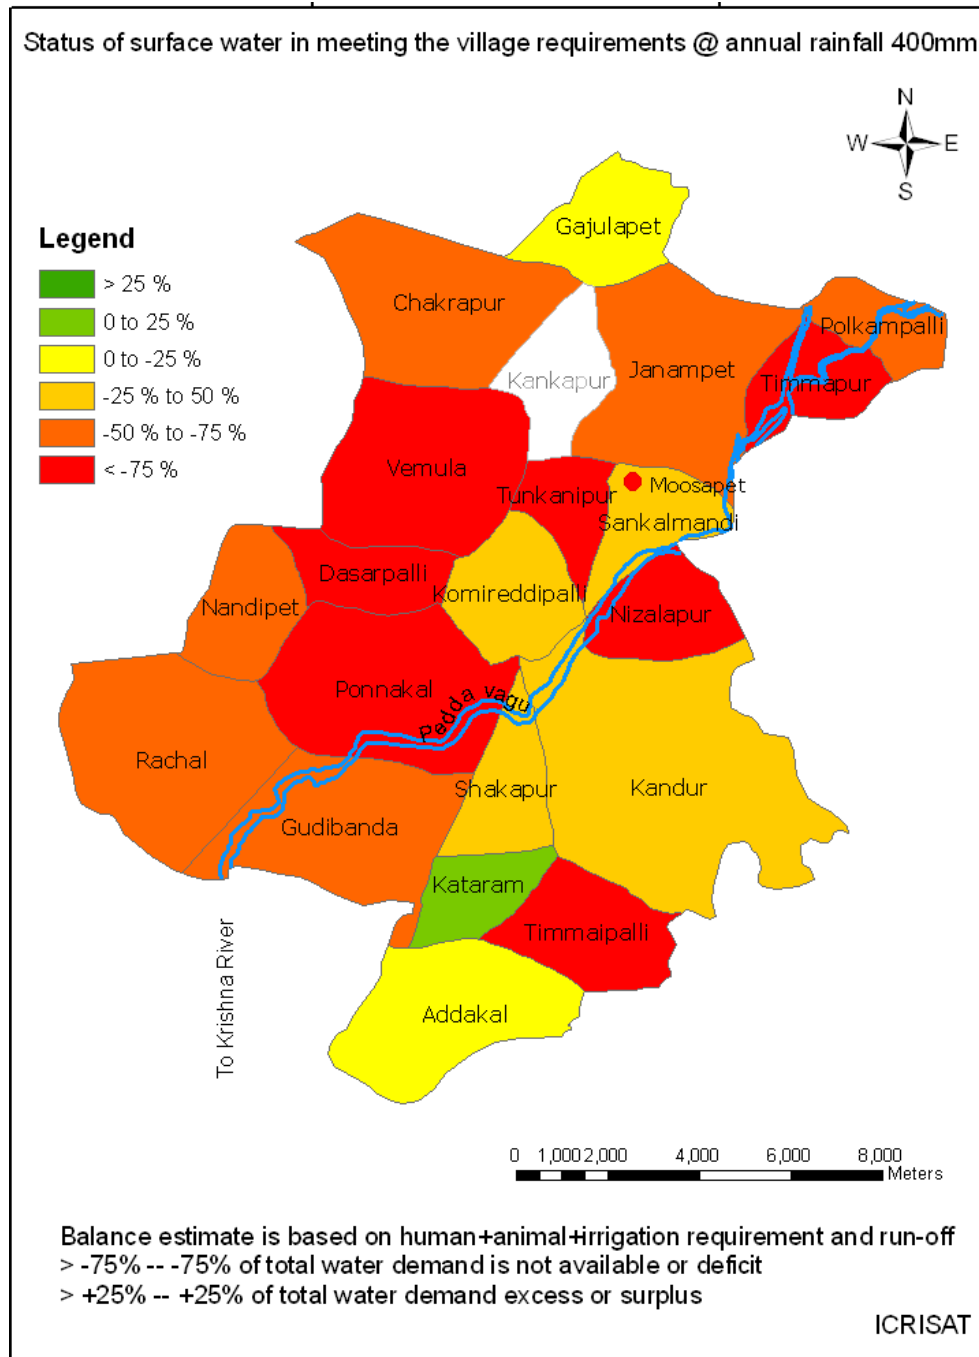 Status of surface water in meeting the village requirements @ annual rainfall 400mm
N
W E
S
Legend
> 25 %
0 to 25 %
0 to -25 %
-25 % to 50 %
-50 % to -75 %
< -75 %
Gajulapet
Chakrapur
Polkampalli
Kankapur
Janampet
Timmapur
Vemula
Tunkanipur
Moosapet
Sankalmandi
Dasarpalli
Komireddipalli
Nandipet
Nizalapur
Ponnakal
Pedda vagu
Rachal
Shakapur
Kandur
Gudibanda
Kataram
Timmaipalli
Addakal
To Krishna River
0 1,000 2,000 4,000 6,000 8,000
Meters
Balance estimate is based on human+animal+irrigation requirement and run-off
> -75% -- -75% of total water demand is not available or deficit
> +25% -- +25% of total water demand excess or surplus
ICRISAT